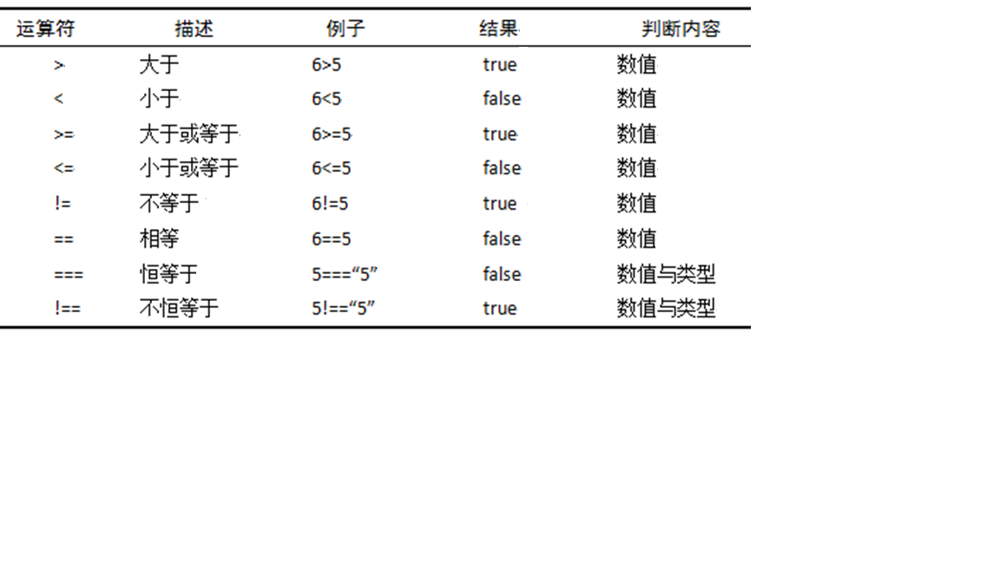 运算符 描述 例子 结果 判断内容
> 大于 6>5 true 数值
< 小于 6<5 false 数值
>= 大于或等于 6>=5 true 数值
<= 小于或等于 6<=5 false 数值
!= 不等于 6!=5 true 数值
== 相等 6==5 false 数值
=== 恒等于 5===“5” false 数值与类型
!== 不恒等于 5!==“5” true 数值与类型